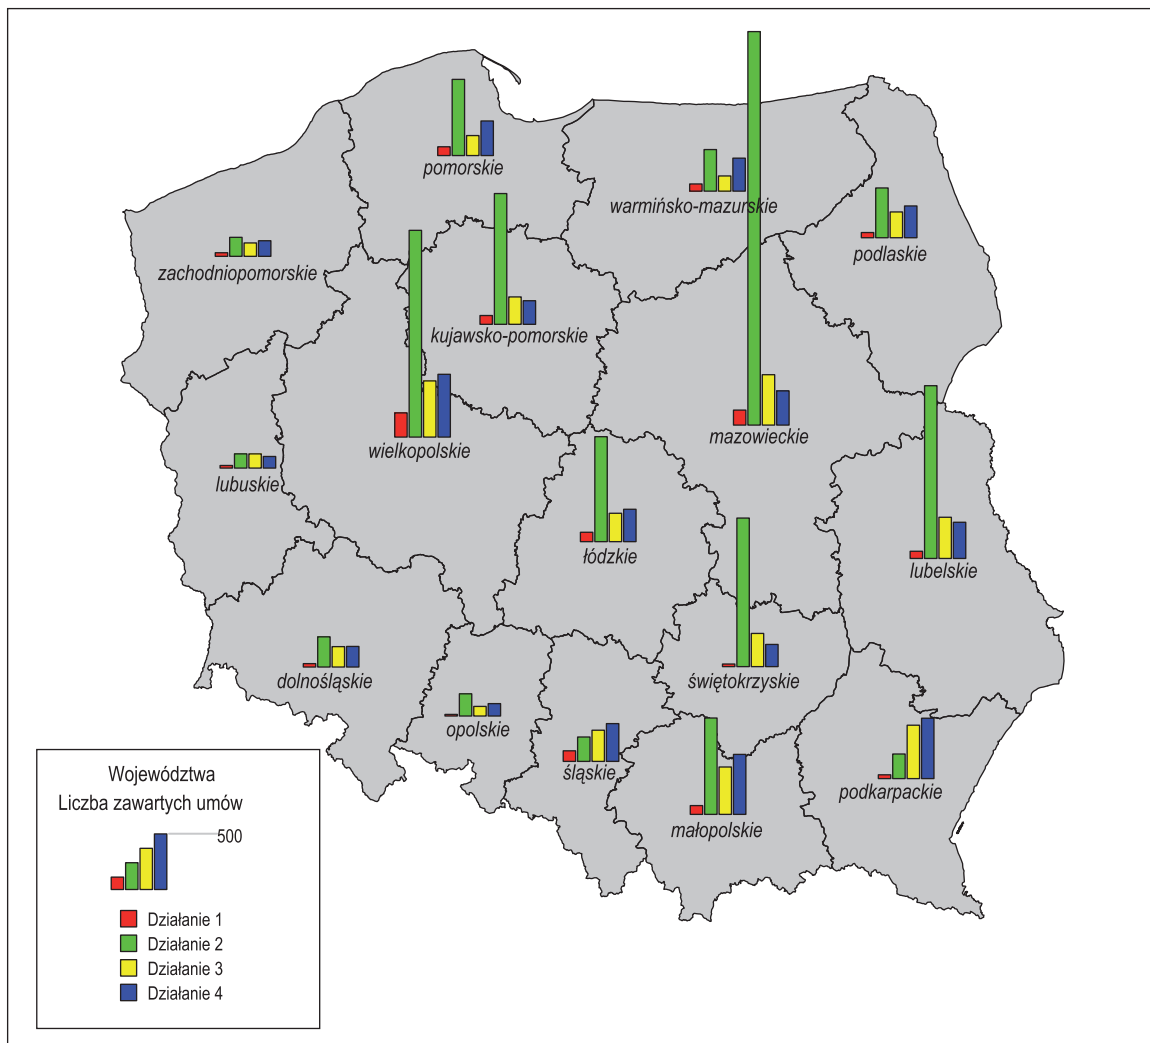 pomorskie
warmińsko-mazurskie
podlaskie
zachodniopomorskie
kujawsko-pomorskie
wielkopolskie
mazowieckie
lubuskie
łódzkie
lubelskie
dolnośląskie
świętokrzyskie
opolskie
śląskie
małopolskie
podkarpackie
Województwa
Liczba zawartych umów
500
Działanie 1
Działanie 2
Działanie 3
Działanie 4